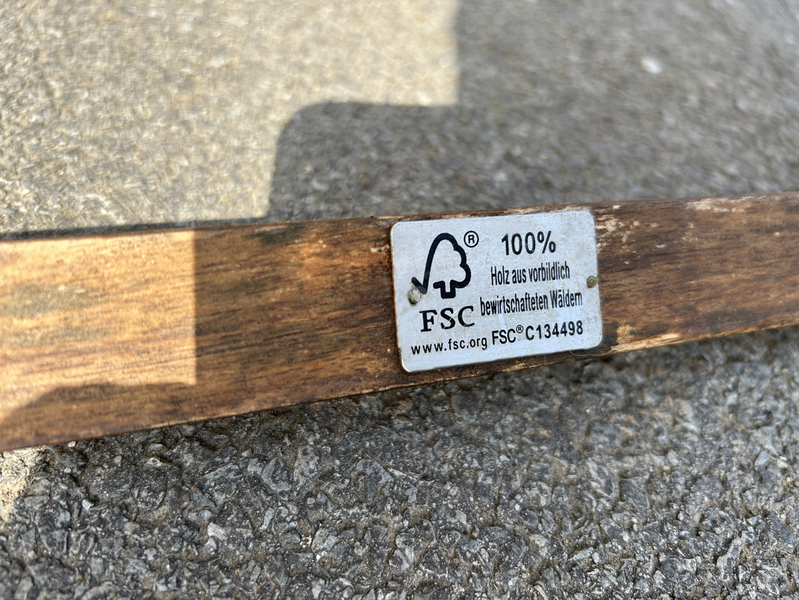 ®
100%
Holz aus vorbildlich
bewirtschafteten Wäldern
FSC
www.fsc.org FSC® C134498